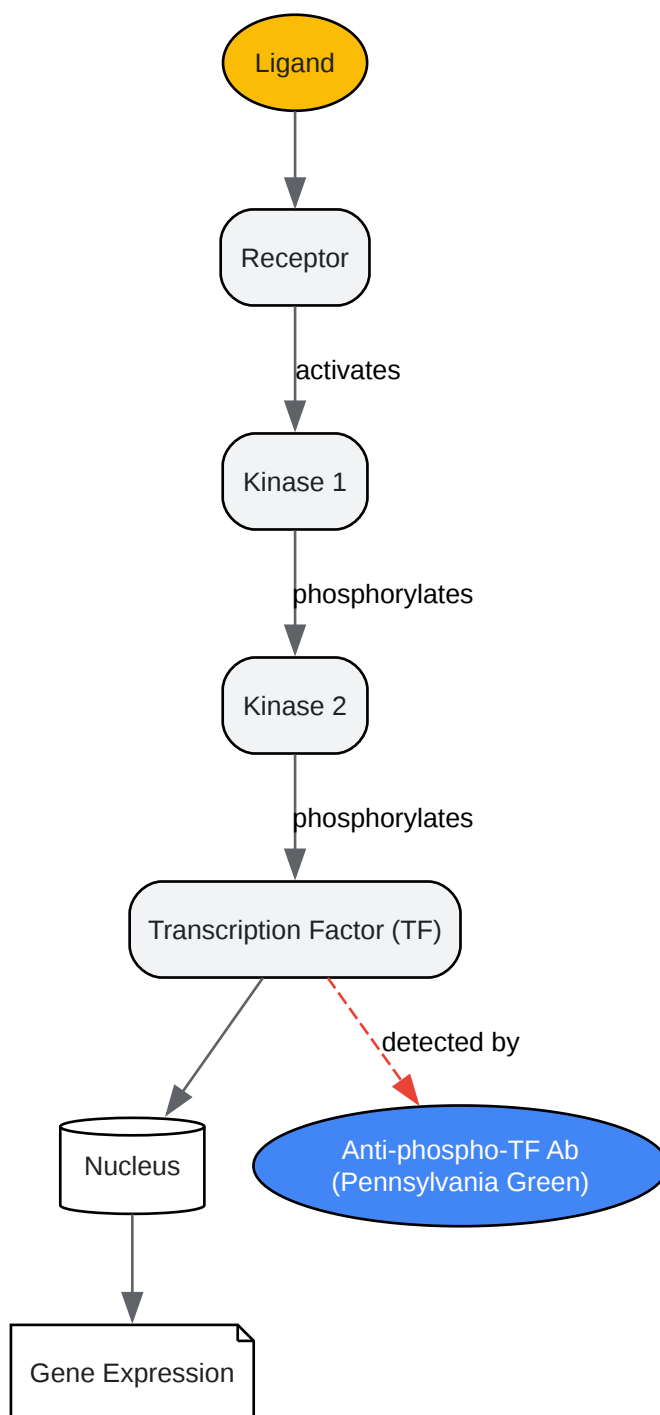 Ligand
Receptor
activates
Kinase 1
phosphorylates
Kinase 2
phosphorylates
Transcription Factor (TF)
detected by
Nucleus
Anti-phospho-TF Ab
(Pennsylvania Green)
Gene Expression